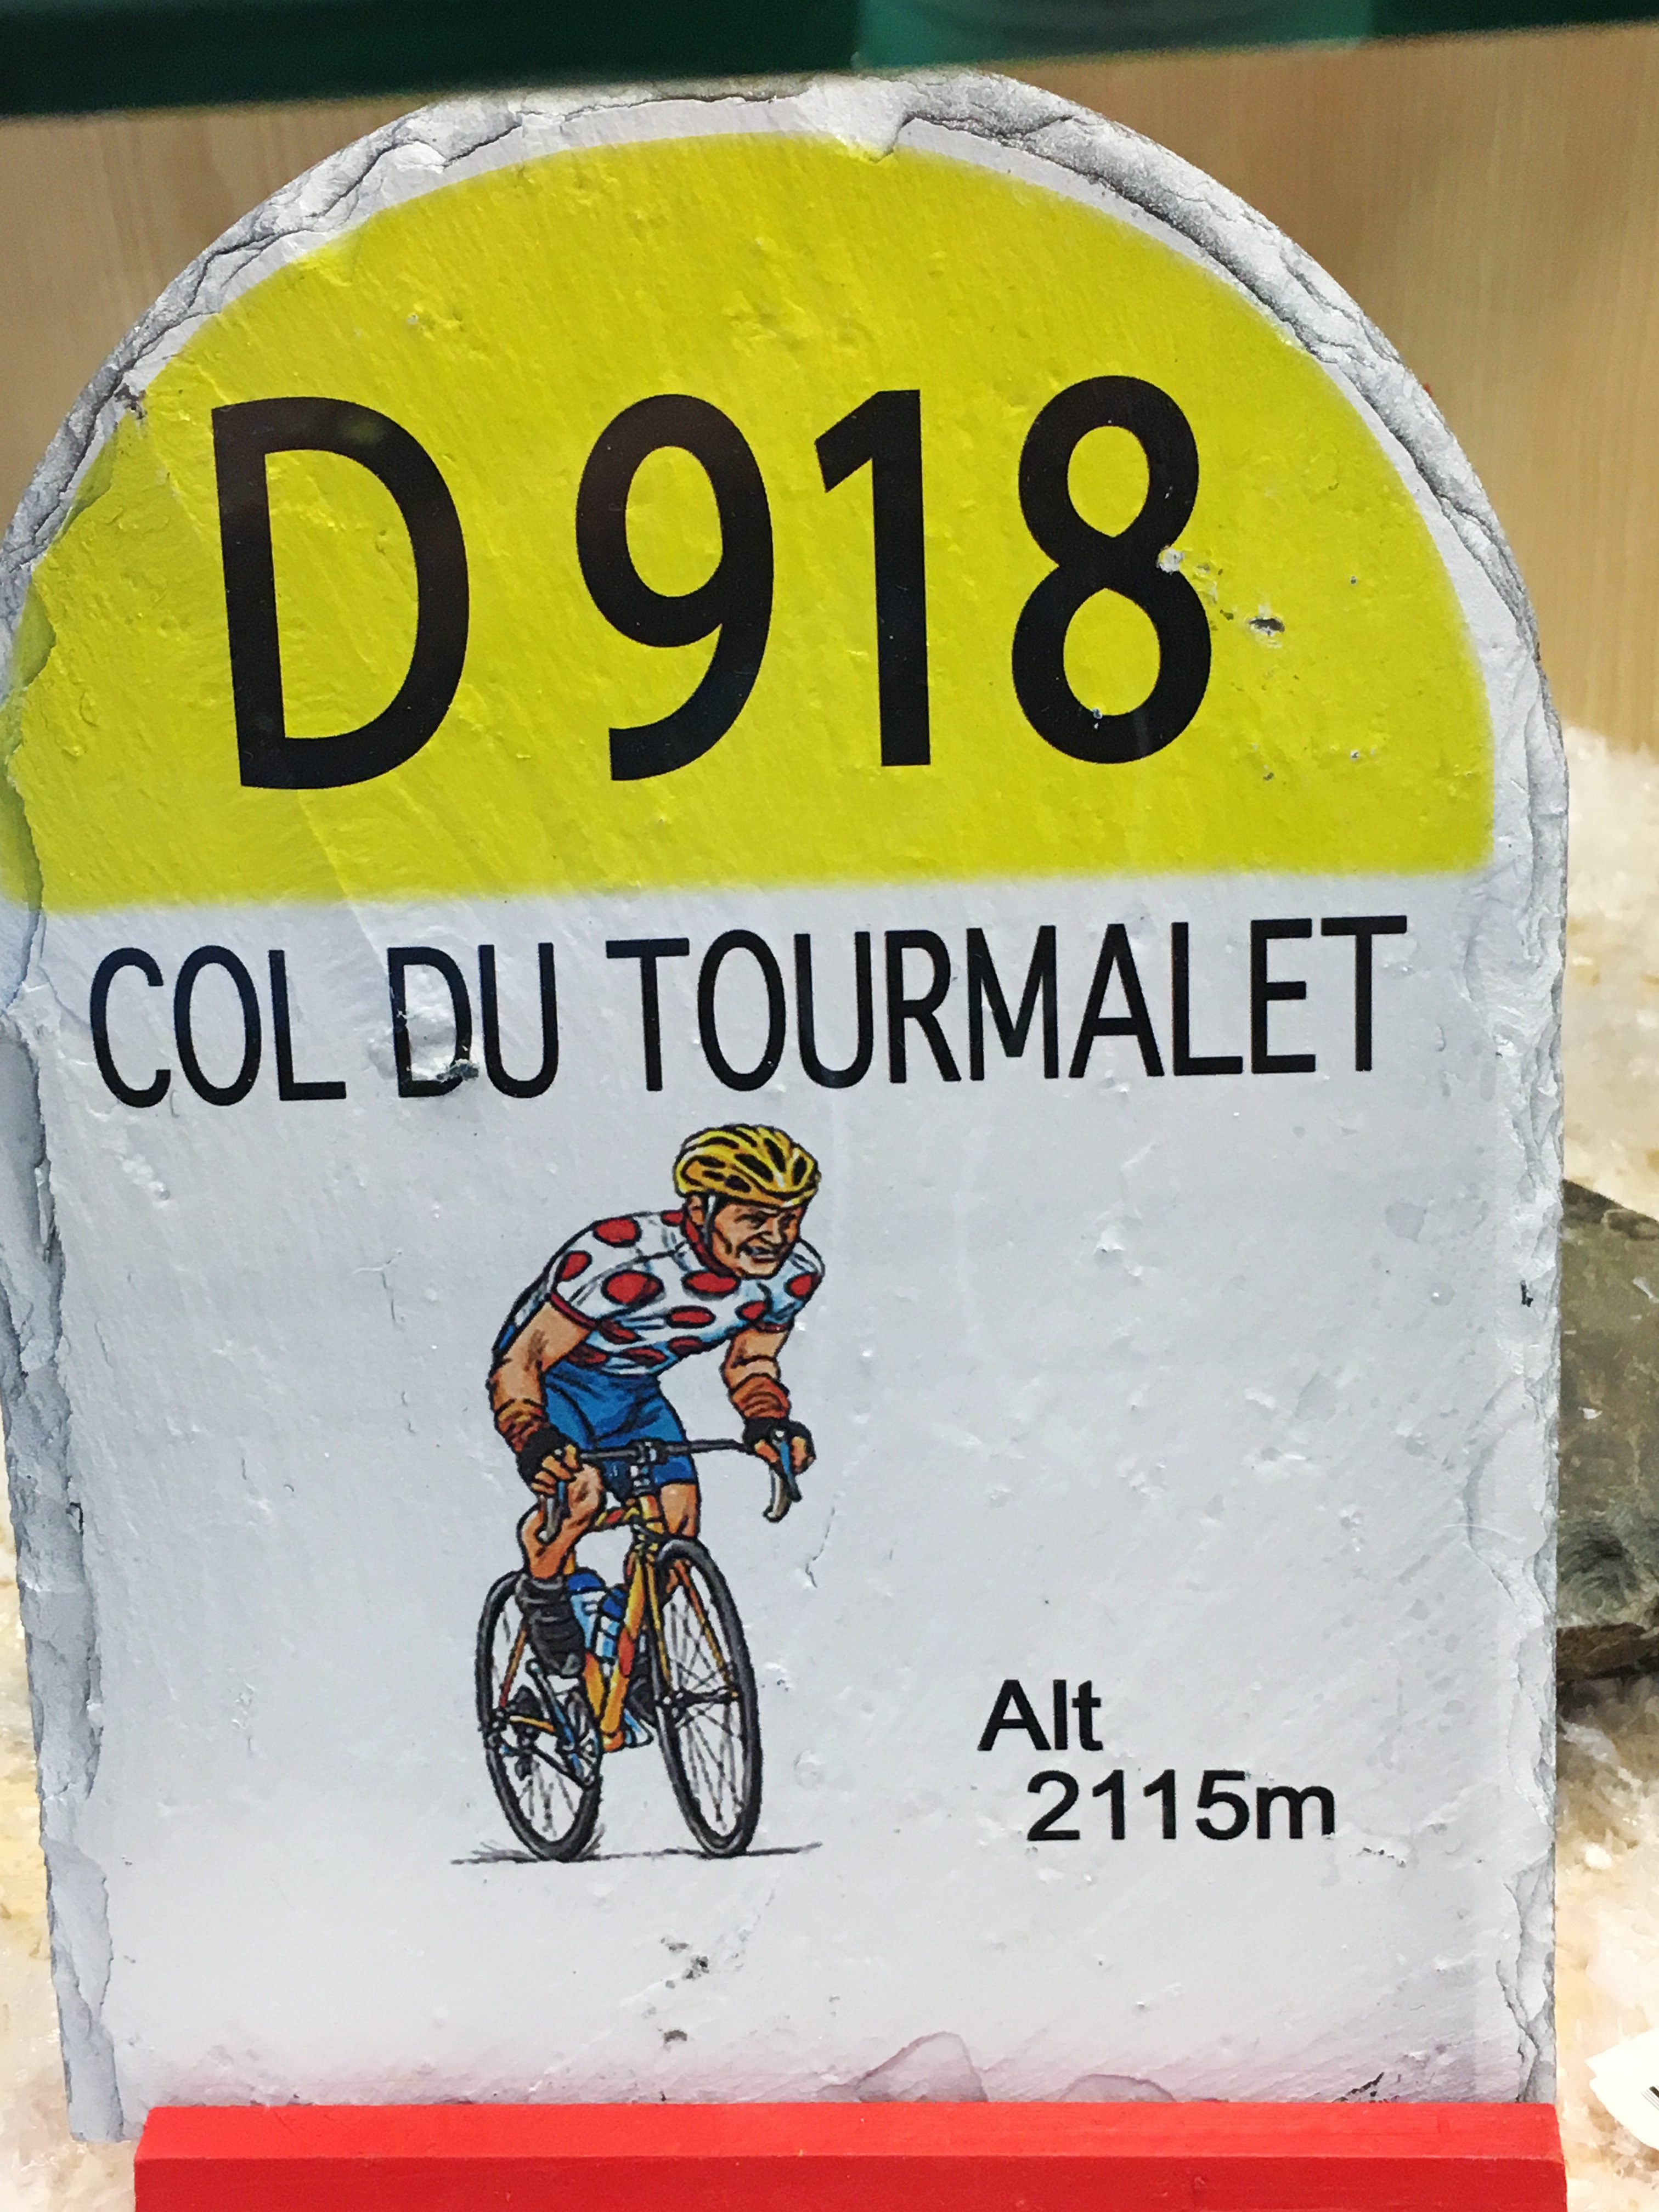 D 918
COL DU TOURMALET
Alt
2115m